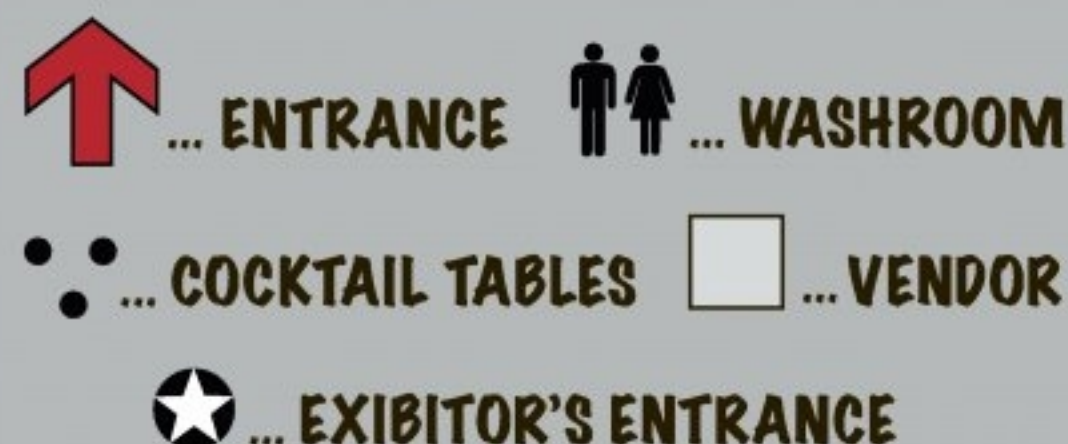 ... ENTRANCE ... WASHROOM
... COCKTAIL TABLES ... VENDOR
... EXIBITOR'S ENTRANCE